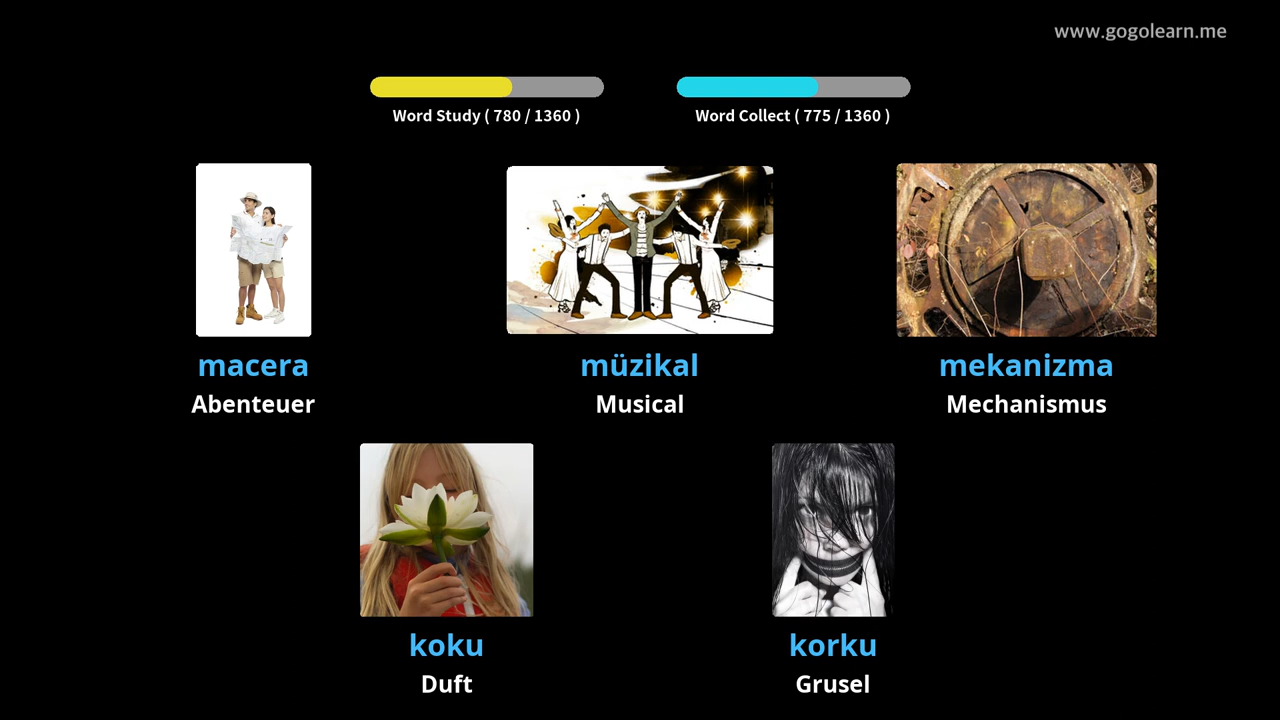 www.gogolearn.me
Word Study ( 780 / 1360 )
Word Collect ( 775 / 1360 )
macera
Abenteuer
müzikal
Musical
mekanizma
Mechanismus
koku
Duft
korku
Grusel